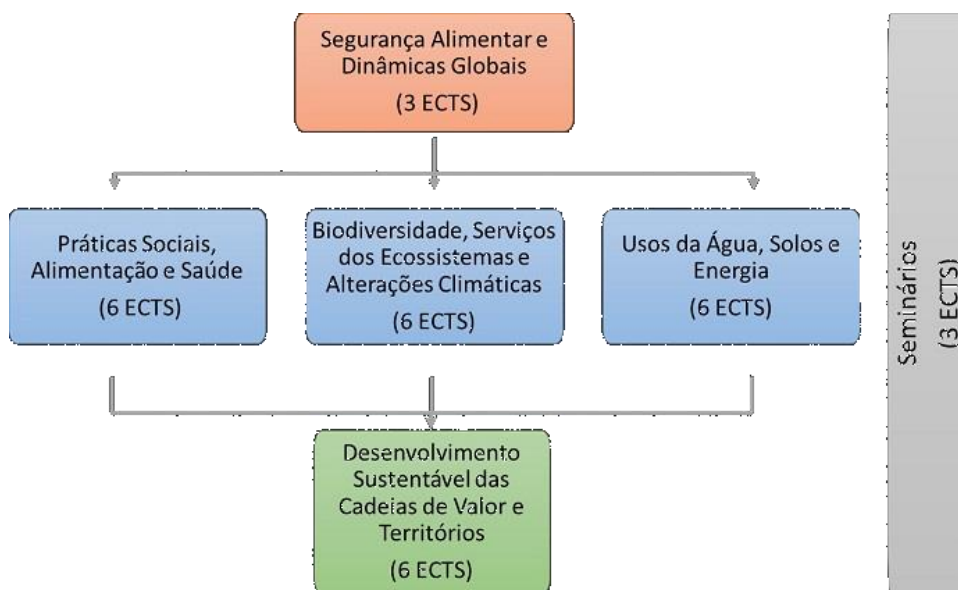 Segurança Alimentar e
Dinâmicas Globais
(3 ECTS)
Práticas Sociais,
Alimentação e Saúde
(6 ECTS)
Biodiversidade, Serviços
dos Ecossistemas e
Alterações Climáticas
(6 ECTS)
Usos da Água, Solos e
Energia
(6 ECTS)
Seminários
(3 ECTS)
Desenvolvimento
Sustentável das
Cadeias de Valor e
Territórios
(6 ECTS)